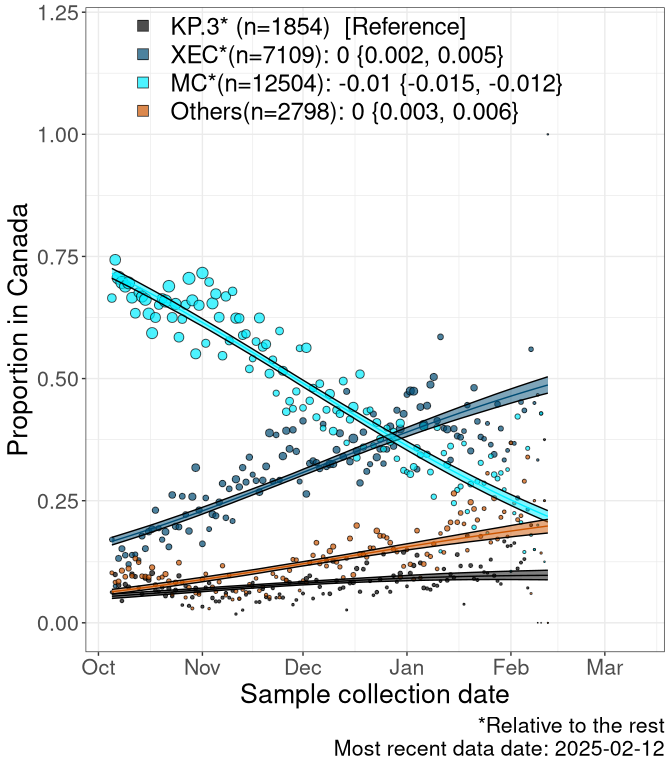 KP.3* (n=1854)  [Reference]
XEC*(n=7109): 0 {0.002, 0.005}
MC*(n=12504): -0.01 {-0.015, -0.012}
Others(n=2798): 0 {0.003, 0.006}
1.25
1.00
0.75
0.50
0.25
0.00
Proportion in Canada
Oct Nov Dec Jan Feb Mar
Sample collection date
*Relative to the rest
Most recent data date: 2025-02-12